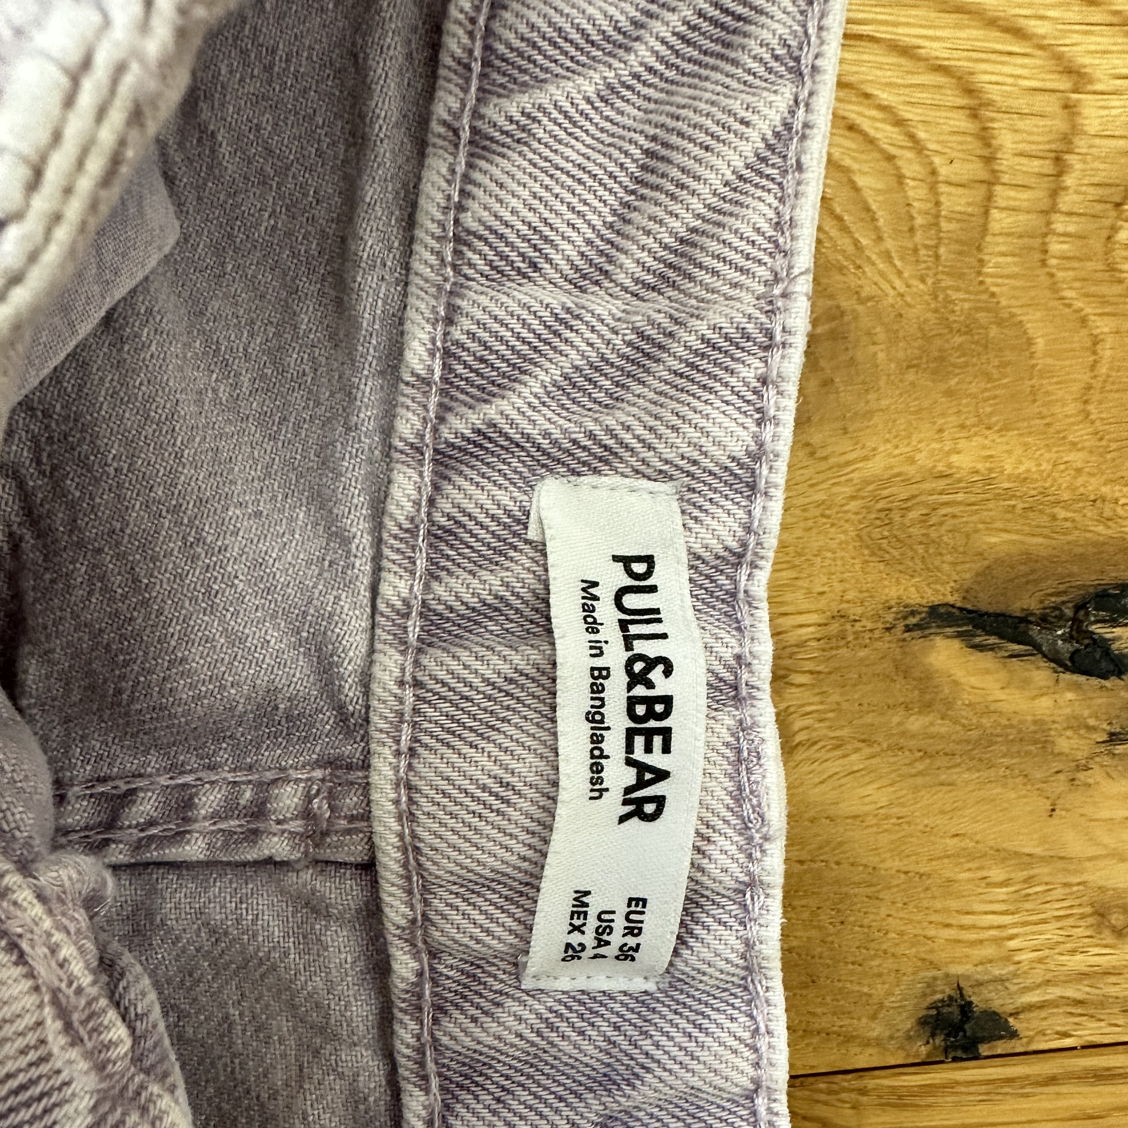 PULL&BEAR
Made in Bangladesh
EUR 36
USA 4
MEX 26